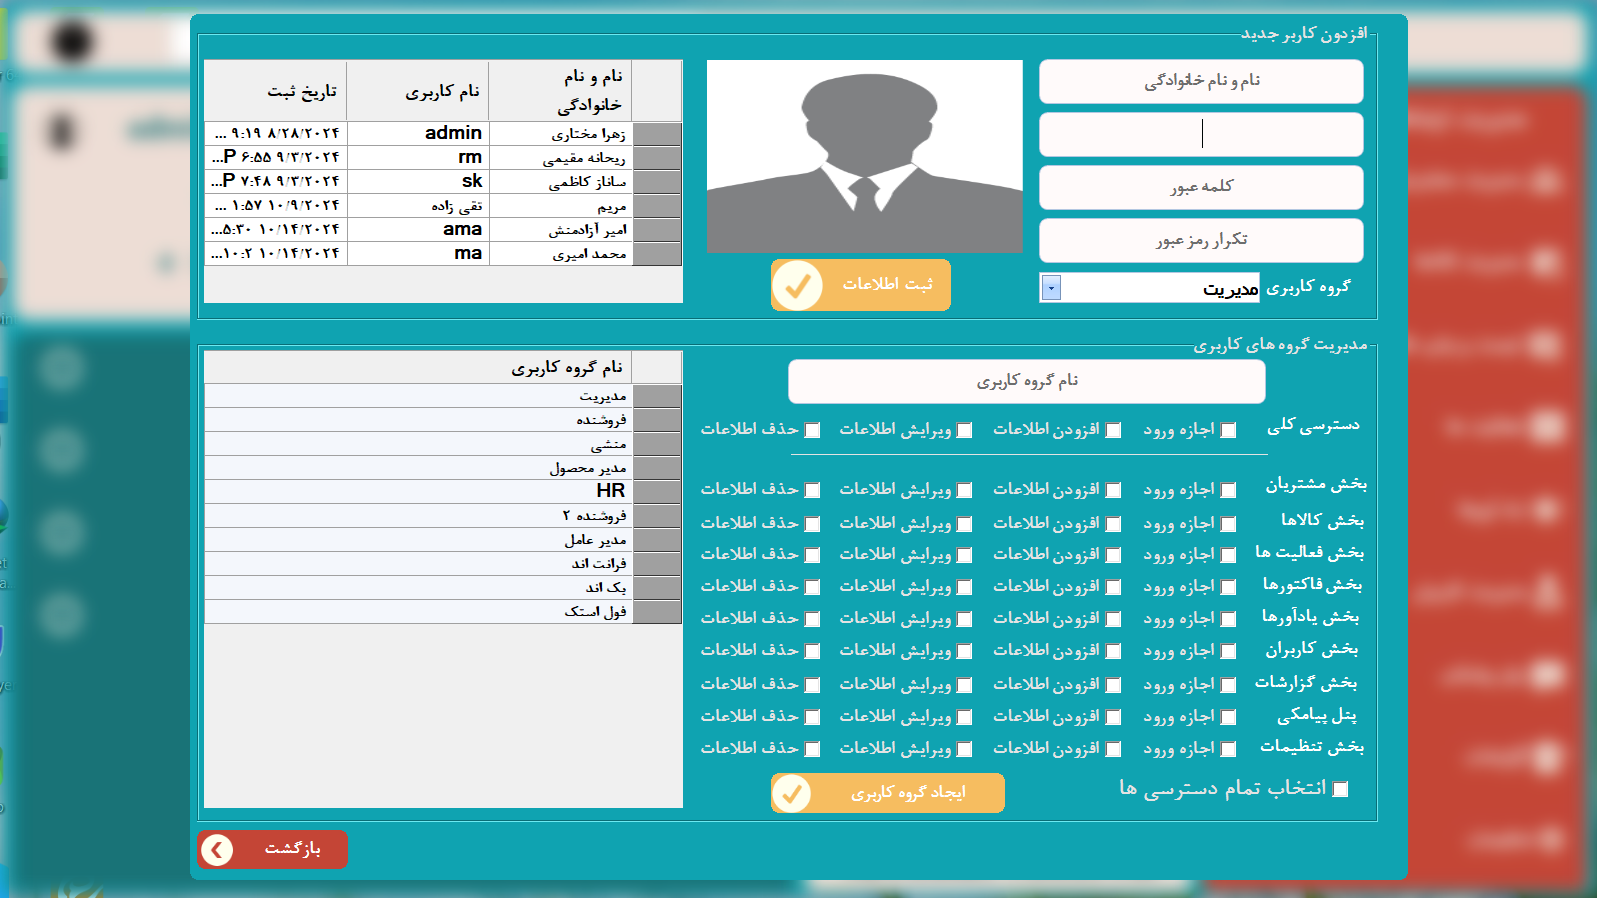 افزدون کاربر جدید
نام و نام خانوادگی
کلمه عبور
تکرار رمز عبور
گروه کاربری مدیریت
ثبت اطلاعات
نام و نام خانوادگی نام کاربری تاریخ ثبت
زهرا مختاری admin ۸/۲۸/۲۰۲۴ ۹:۱۹ ...
ریحانه مقیمی rm ۹/۳/۲۰۲۴ ۶:۵۵ P...
ساناز کاظمی sk ۹/۳/۲۰۲۴ ۷:۴۸ P...
مریم تقی زاده ۱۰/۹/۲۰۲۴ ۱:۵۷ ...
امیر آزادمنش ama ۱۰/۱۴/۲۰۲۴ ۵:۳۰...
محمد امیری ma ۱۰/۱۴/۲۰۲۴ ۱۰:۲...
مدیریت گروه های کاربری
نام گروه کاربری
دسترسی کلی اجازه ورود افزودن اطلاعات ویرایش اطلاعات حذف اطلاعات
بخش مشتریان اجازه ورود افزودن اطلاعات ویرایش اطلاعات حذف اطلاعات
بخش کالاها اجازه ورود افزودن اطلاعات ویرایش اطلاعات حذف اطلاعات
بخش فعالیت ها اجازه ورود افزودن اطلاعات ویرایش اطلاعات حذف اطلاعات
بخش فاکتورها اجازه ورود افزودن اطلاعات ویرایش اطلاعات حذف اطلاعات
بخش یادآورها اجازه ورود افزودن اطلاعات ویرایش اطلاعات حذف اطلاعات
بخش کاربران اجازه ورود افزودن اطلاعات ویرایش اطلاعات حذف اطلاعات
بخش گزارشات اجازه ورود افزودن اطلاعات ویرایش اطلاعات حذف اطلاعات
پنل پیامکی اجازه ورود افزودن اطلاعات ویرایش اطلاعات حذف اطلاعات
بخش تنظیمات اجازه ورود افزودن اطلاعات ویرایش اطلاعات حذف اطلاعات
انتخاب تمام دسترسی ها
ایجاد گروه کاربری
نام گروه کاربری
مدیریت
فروشنده
منشی
مدیر محصول
HR
فروشنده ۲
مدیر عامل
فرانت اند
بک اند
فول استک
بازگشت